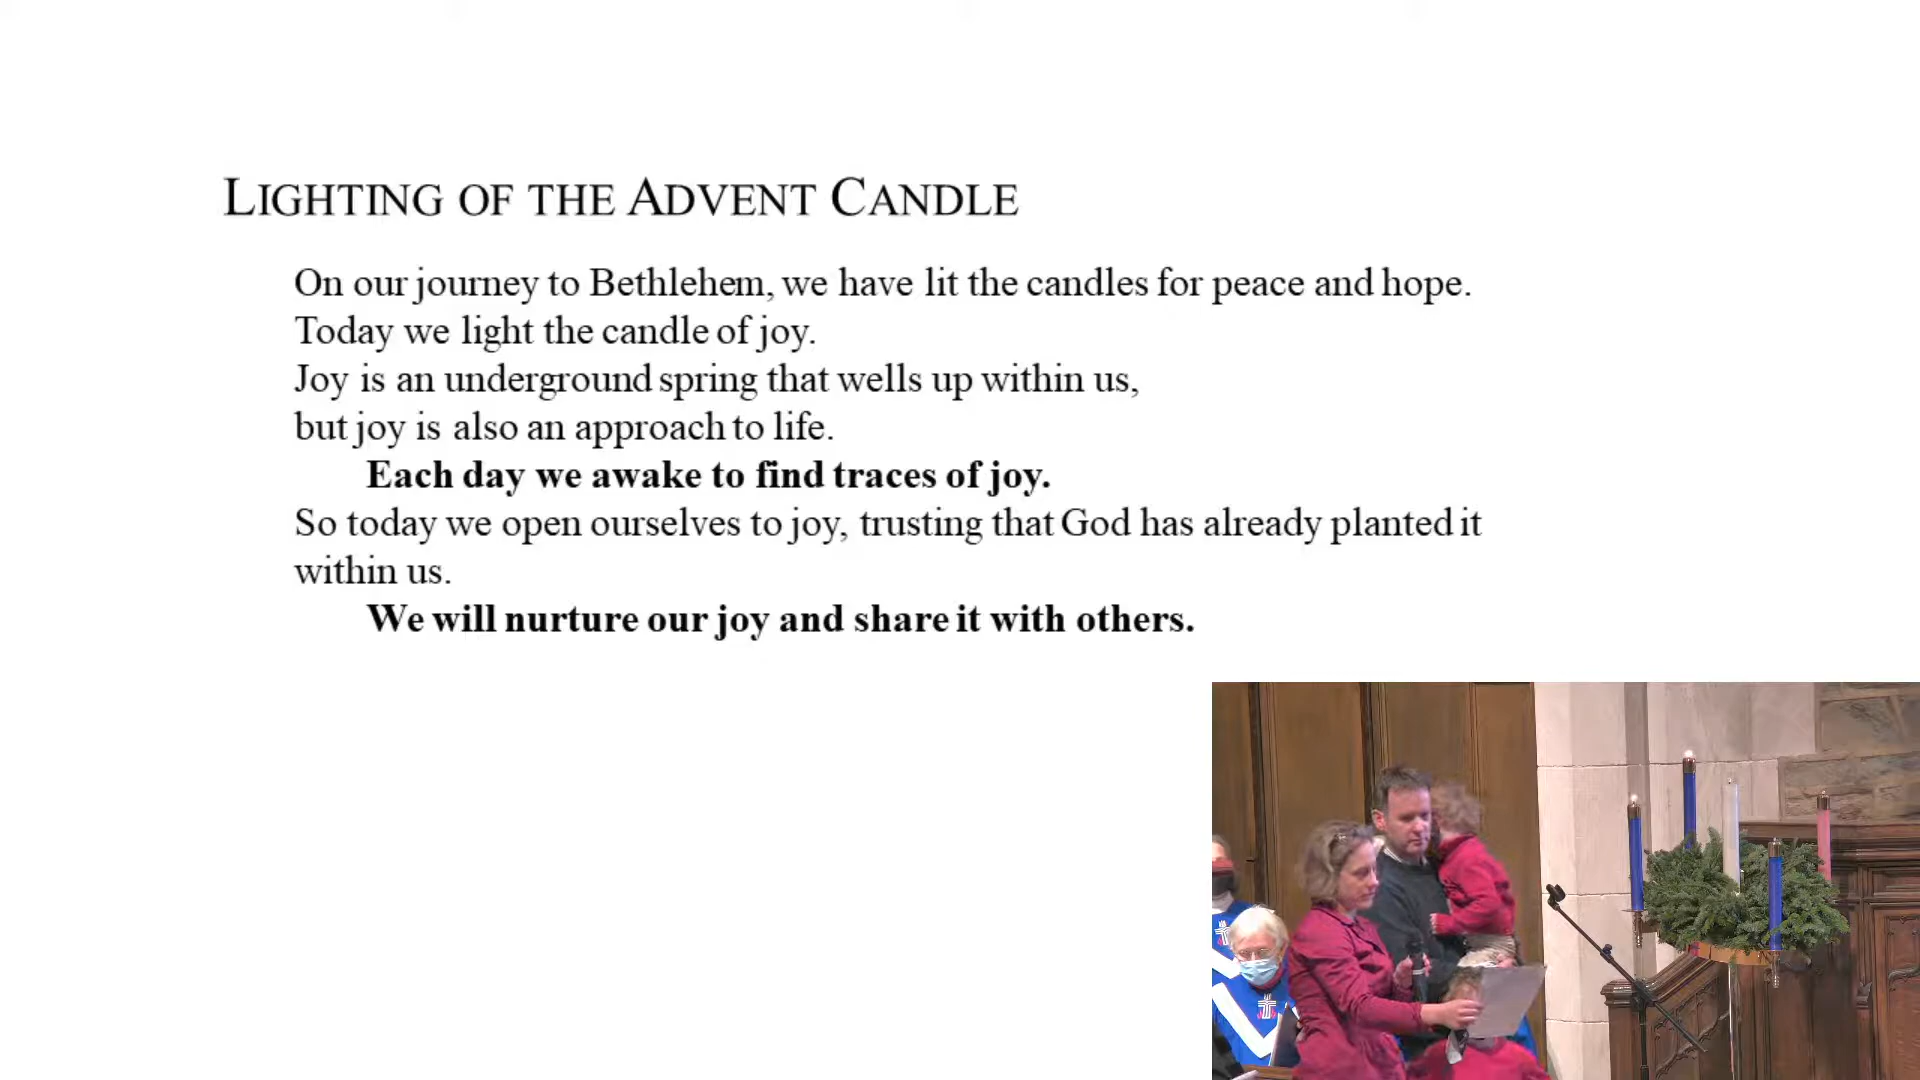 LIGHTING OF THE ADVENT CANDLE
On our journey to Bethlehem, we have lit the candles for peace and hope.
Today we light the candle of joy.
Joy is an underground spring that wells up within us,
but joy is also an approach to life.
Each day we awake to find traces of joy.
So today we open ourselves to joy, trusting that God has already planted it
within us.
We will nurture our joy and share it with others.